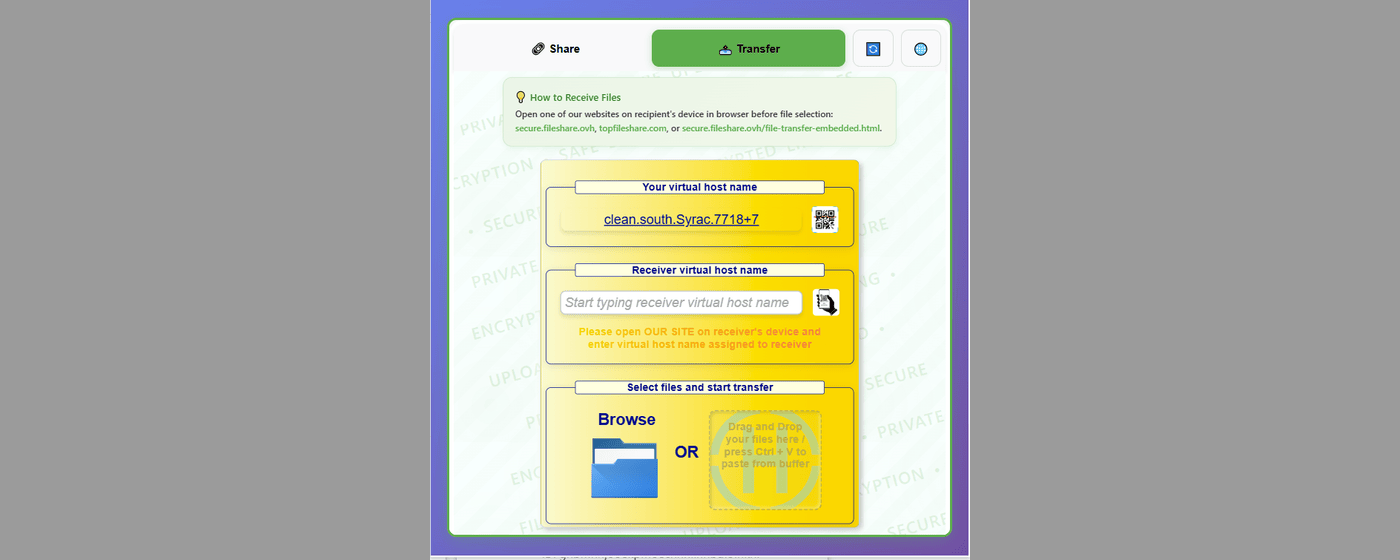 Share
Transfer
How to Receive Files
Open one of our websites on recipient's device in browser before file selection:
secure.fileshare.ovh, topfileshare.com, or secure.fileshare.ovh/file-transfer-embedded.html.
Your virtual host name
clean.south.Syrac.7718+7
Receiver virtual host name
Start typing receiver virtual host name
Please open OUR SITE on receiver's device and
enter virtual host name assigned to receiver
Select files and start transfer
Browse
OR
Drag and Drop
your files here /
press Ctrl + V to
paste from buffer
PRIVATE
SECURE